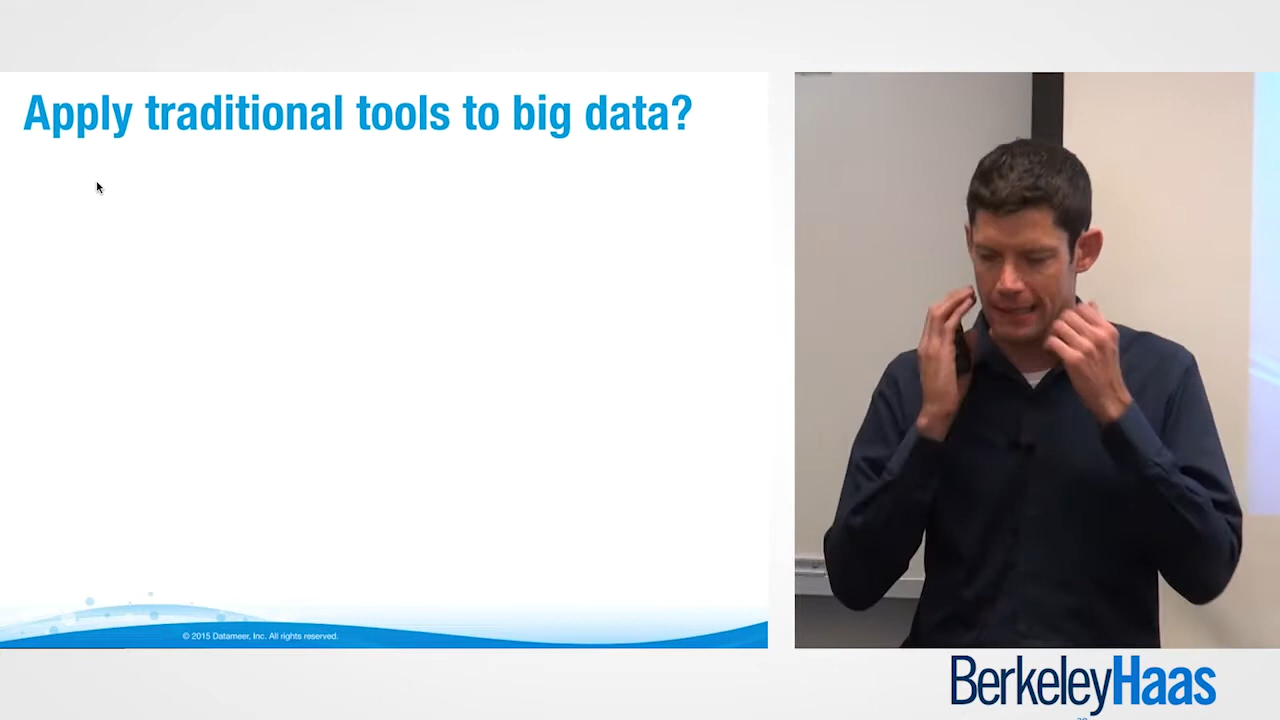 Apply traditional tools to big data?
© 2015 Datameer, Inc. All rights reserved.
BerkeleyHaas